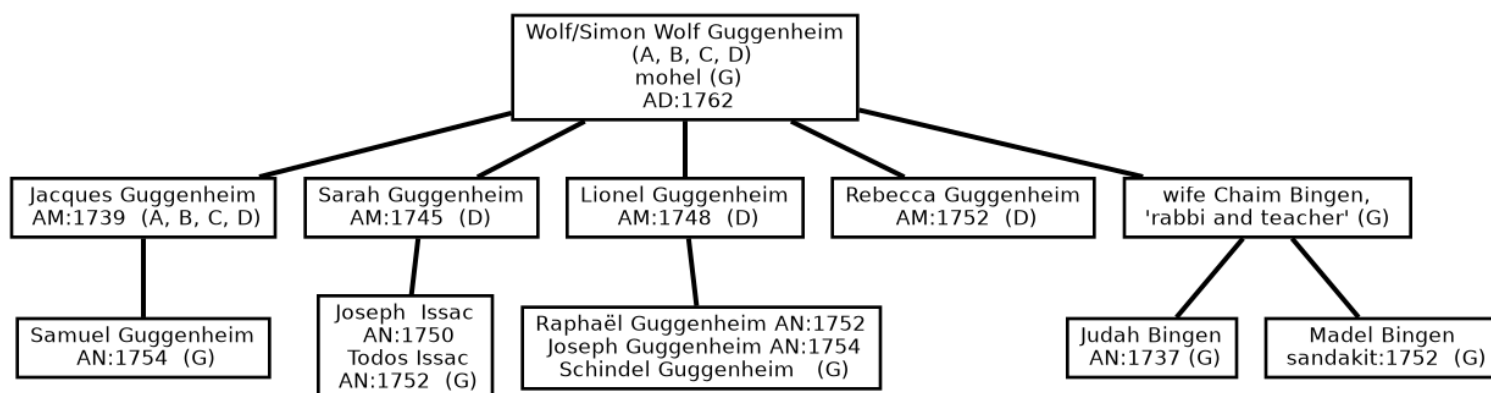 Wolf/Simon Wolf Guggenheim
(A, B, C, D)
mohel (G)
AD:1762
Jacques Guggenheim
AM:1739 (A, B, C, D)
Sarah Guggenheim
AM:1745 (D)
Lionel Guggenheim
AM:1748 (D)
Rebecca Guggenheim
AM:1752 (D)
wife Chaim Bingen,
'rabbi and teacher' (G)
Samuel Guggenheim
AN:1754 (G)
Joseph Issac
AN:1750
Todos Issac
AN:1752 (G)
Raphaël Guggenheim AN:1752
Joseph Guggenheim AN:1754
Schindel Guggenheim (G)
Judah Bingen
AN:1737 (G)
Madel Bingen
sandakit:1752 (G)